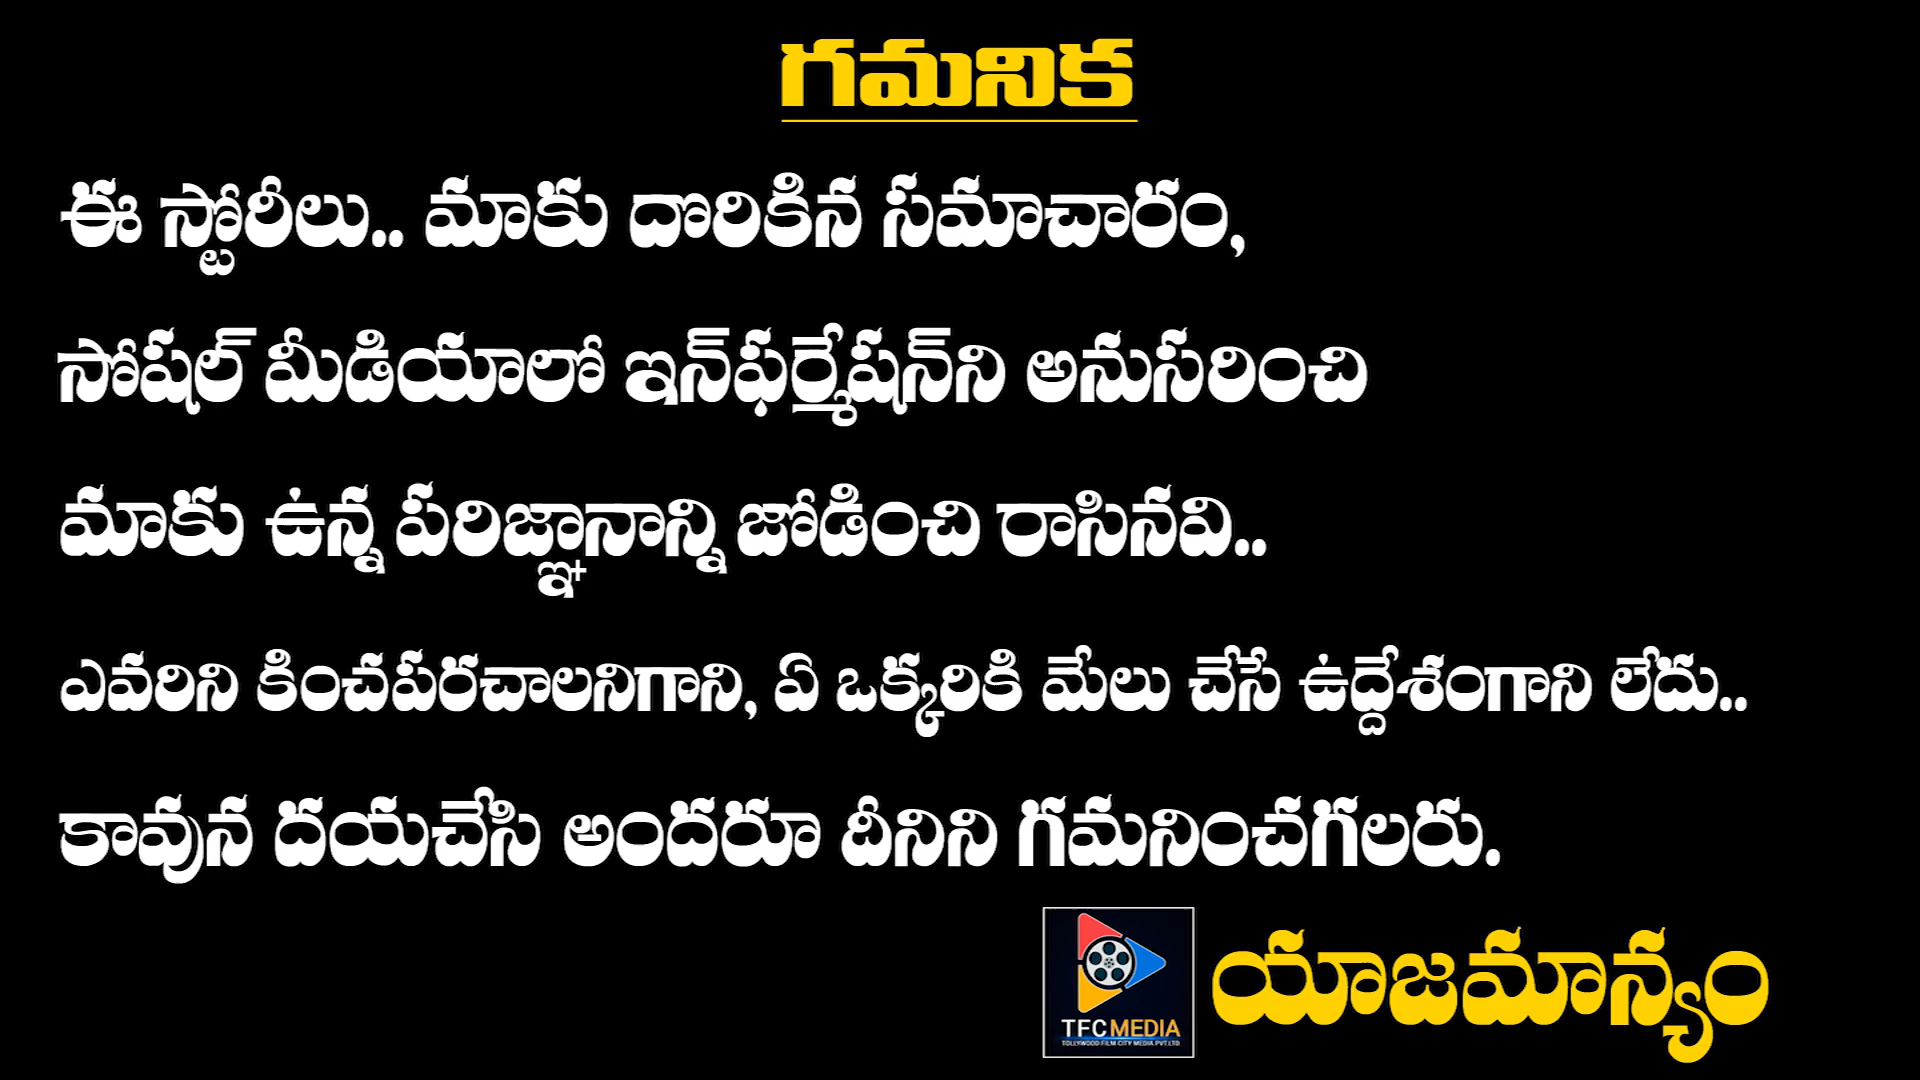 గమనిక
ఈ స్టోరీలు.. మాకు దొరికిన సమాచారం,
సోషల్ మీడియాలో ఇన్‌ఫర్మేషన్‌ని అనుసరించి
మాకు ఉన్న పరిజ్ఞానాన్ని జోడించి రాసినవి..
ఎవరిని కించపరచాలనిగాని, ఏ ఒక్కరికి మేలు చేసే ఉద్దేశంగాని లేదు..
కావున దయచేసి అందరూ దీనిని గమనించగలరు.
యాజమాన్యం
TFC MEDIA
TOLLYWOOD FILM CITY MEDIA PVT.LTD.